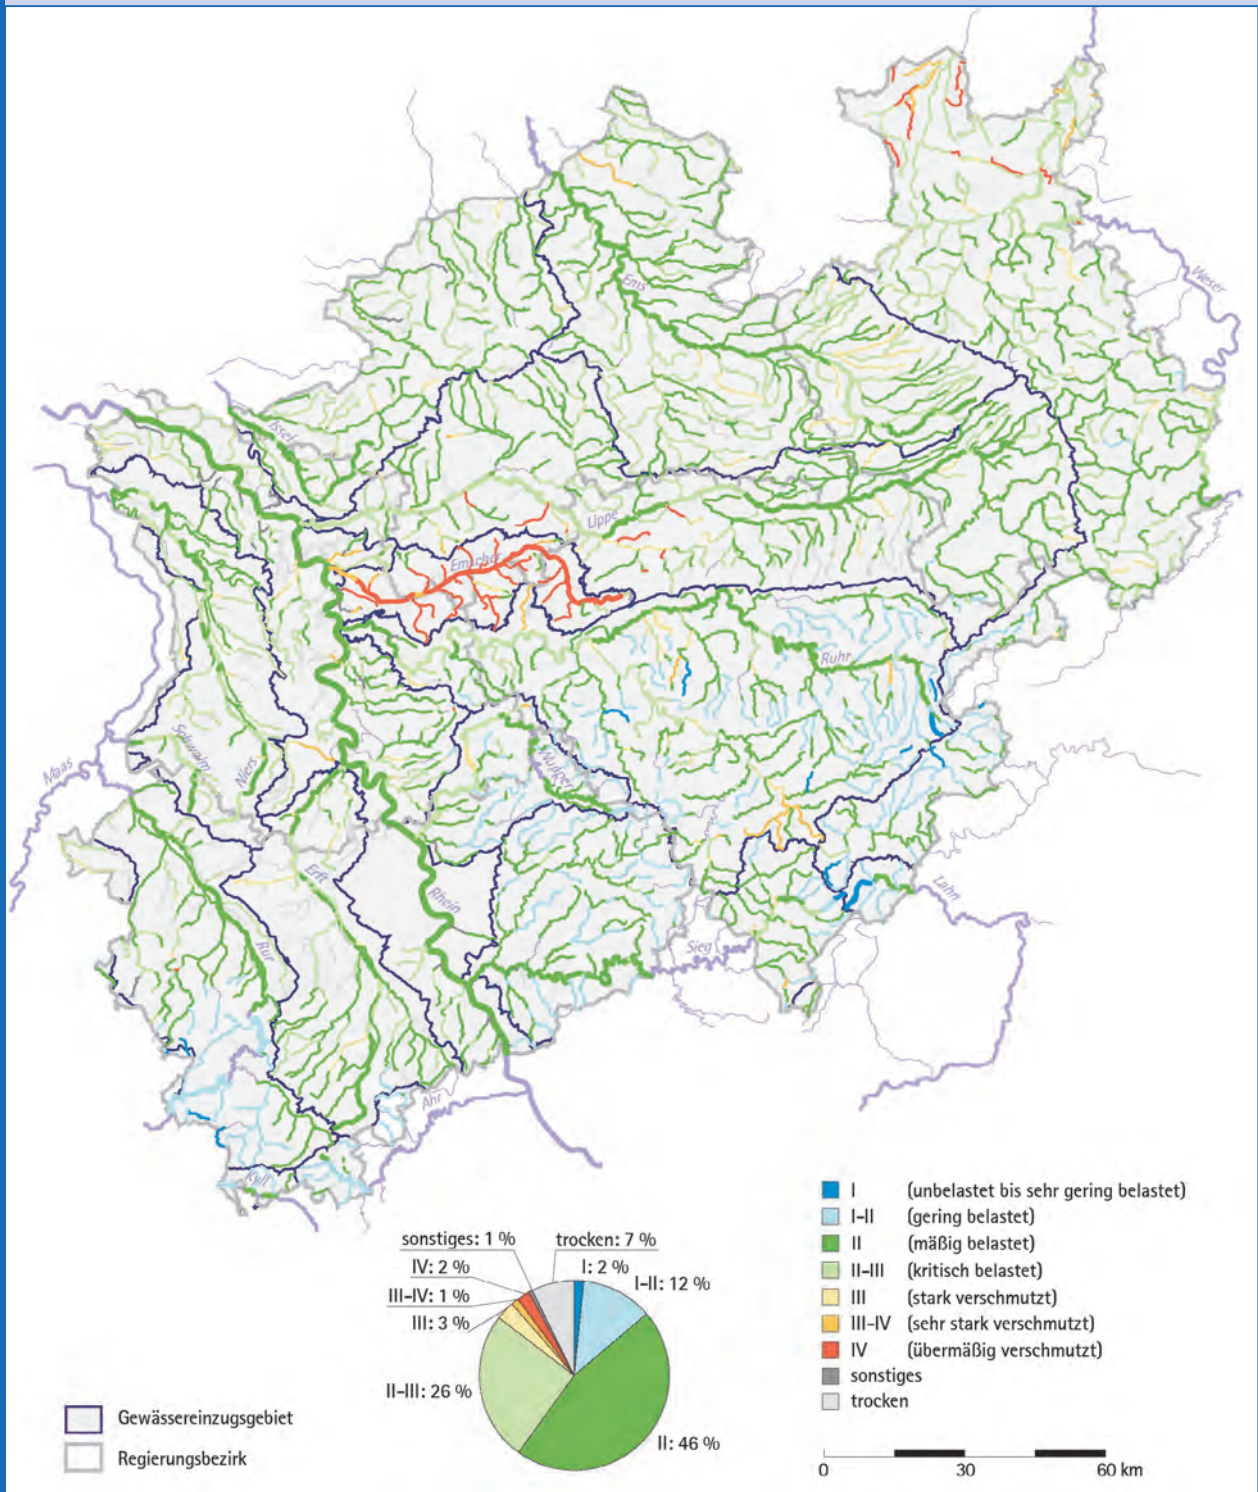 Weser
Ems
Issel
Lippe
Emscher
Ruhr
Schwalm
Niers
Wupper
Maas
Erft
Rhein
Lahn
Rur
Sieg
Ahr
Kyll
I (unbelastet bis sehr gering belastet)
I–II (gering belastet)
II (mäßig belastet)
II–III (kritisch belastet)
III (stark verschmutzt)
III–IV (sehr stark verschmutzt)
IV (übermäßig verschmutzt)
sonstiges
trocken
sonstiges: 1 %
trocken: 7 %
IV: 2 %
I: 2 %
I–II: 12 %
III–IV: 1 %
III: 3 %
II–III: 26 %
II: 46 %
Gewässereinzugsgebiet
Regierungsbezirk
0 30 60 km